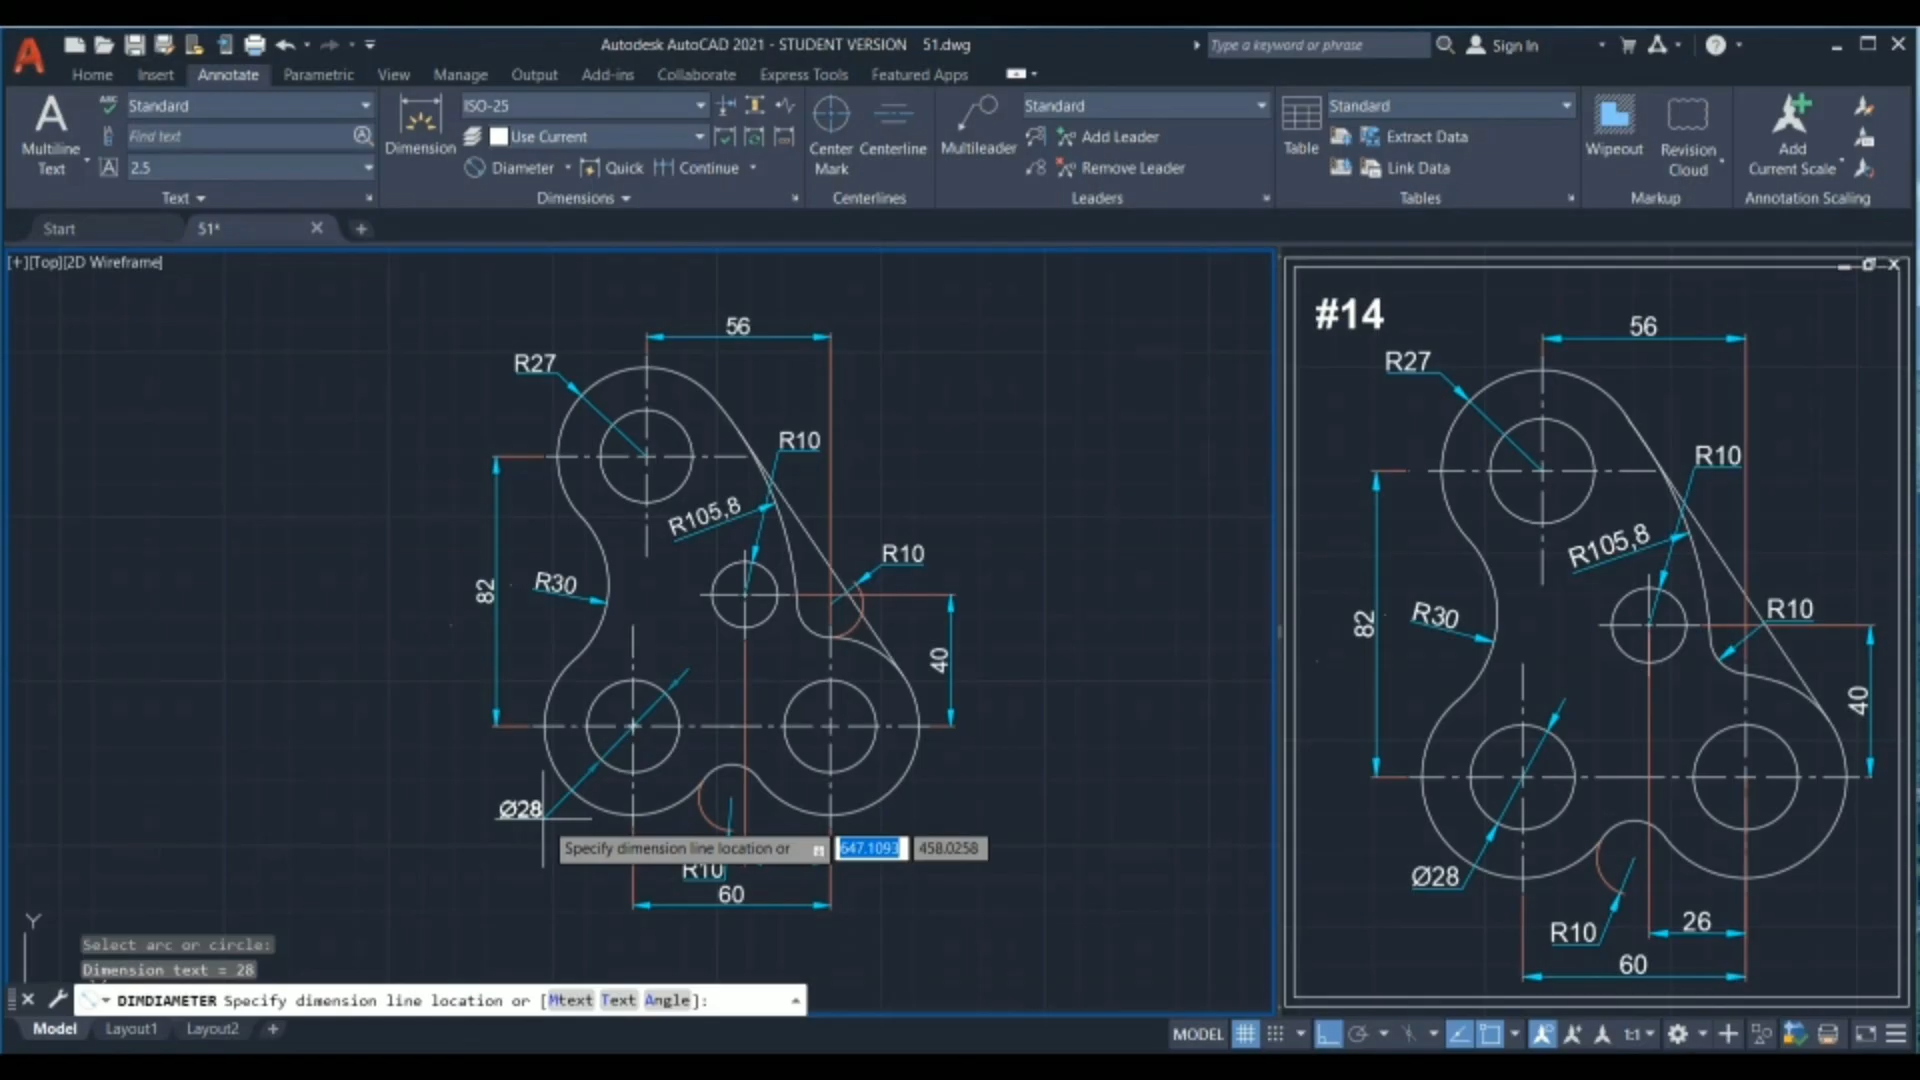 Autodesk AutoCAD 2021 - STUDENT VERSION 51.dwg
Type a keyword or phrase
Sign In
Home Insert Annotate Parametric View Manage Output Add-ins Collaborate Express Tools Featured Apps
Multiline
Text
Standard
Find text
2.5
Text
Dimension
ISO-25
Use Current
Diameter Quick Continue
Dimensions
Center
Mark
Centerline
Centerlines
Multileader
Standard
Add Leader
Remove Leader
Leaders
Table
Standard
Extract Data
Link Data
Tables
Wipeout
Revision
Cloud
Markup
Add
Current Scale
Annotation Scaling
Start
51*
[+][Top][2D Wireframe]
56
R27
R10
R105,8
R10
R30
82
40
Ø28
Specify dimension line location or 647.1093 458.0258
R10
60
Y
Select arc or circle:
Dimension text = 28
DIMDIAMETER Specify dimension line location or [Mtext Text Angle]:
#14
56
R27
R10
R105,8
R10
R30
82
40
Ø28
R10
26
60
Model Layout1 Layout2
MODEL
1:1